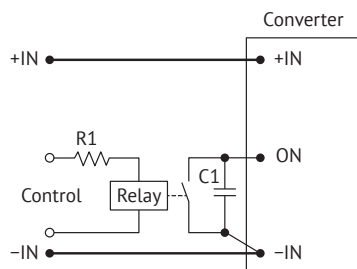 Converter
+IN
+IN
R1
ON
C1
Control
Relay
−IN
−IN